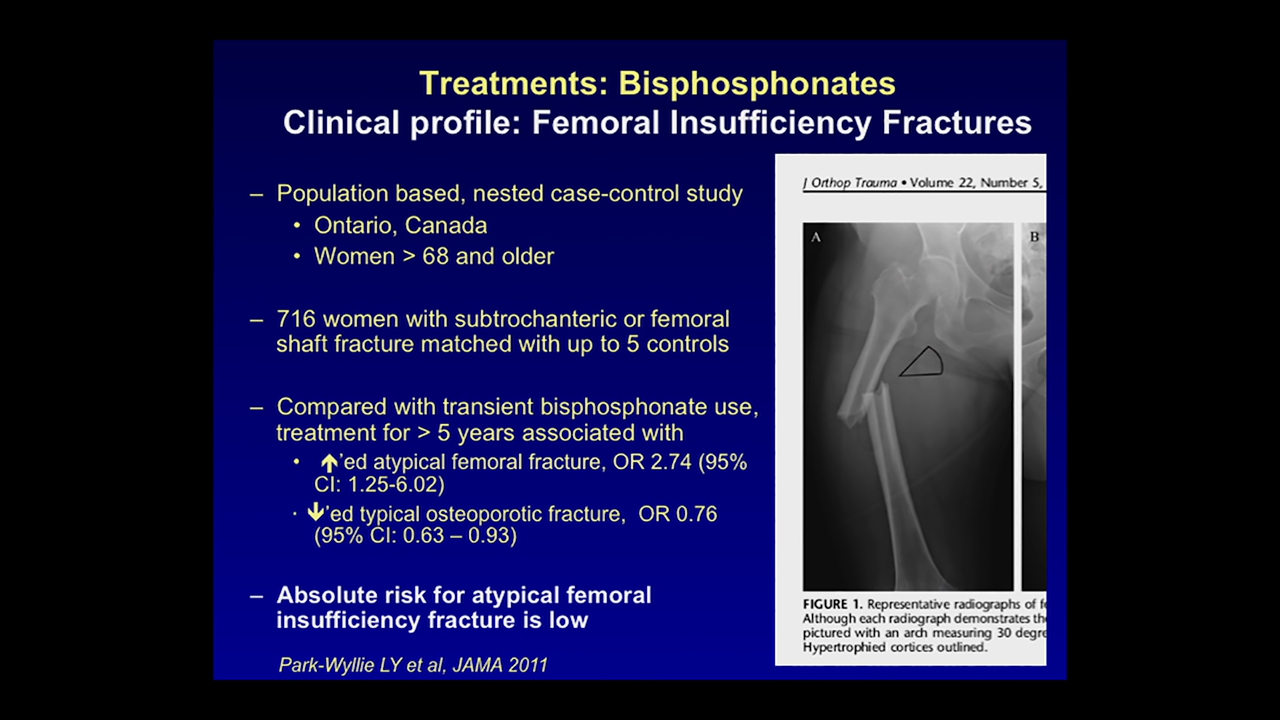 Treatments: Bisphosphonates
Clinical profile: Femoral Insufficiency Fractures
– Population based, nested case-control study
• Ontario, Canada
• Women > 68 and older
– 716 women with subtrochanteric or femoral
shaft fracture matched with up to 5 controls
– Compared with transient bisphosphonate use,
treatment for > 5 years associated with
• ↑'ed atypical femoral fracture, OR 2.74 (95%
CI: 1.25-6.02)
• ↓'ed typical osteoporotic fracture, OR 0.76
(95% CI: 0.63 – 0.93)
– Absolute risk for atypical femoral
insufficiency fracture is low
Park-Wyllie LY et al, JAMA 2011
J Orthop Trauma • Volume 22, Number 5,
A
B
FIGURE 1. Representative radiographs of
Although each radiograph demonstrates
pictured with an arch measuring 30
Hypertrophied cortices outlined.